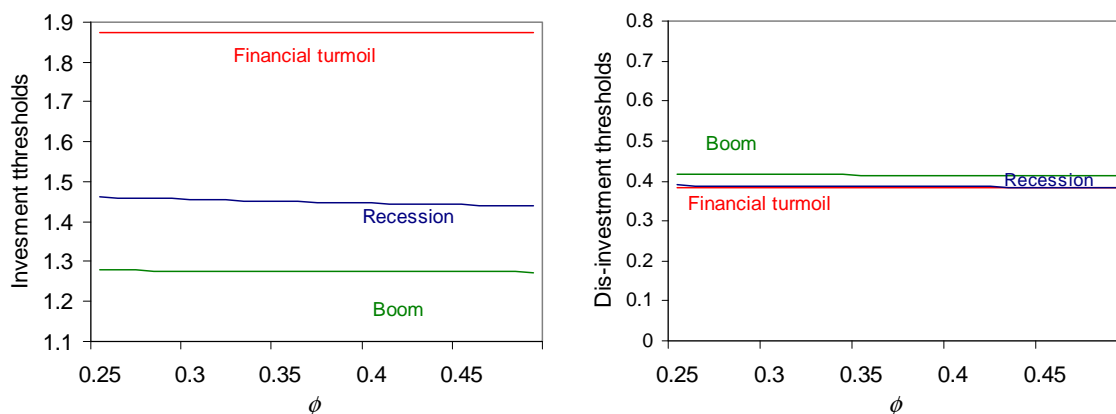 Invesment tthresholds
1.9
1.8
1.7
1.6
1.5
1.4
1.3
1.2
1.1
Financial turmoil
Recession
Boom
0.25
0.3
0.35
0.4
0.45
ϕ
Dis-investment thresholds
0.8
0.7
0.6
0.5
0.4
0.3
0.2
0.1
0
Boom
Recession
Financial turmoil
0.25
0.3
0.35
0.4
0.45
ϕ